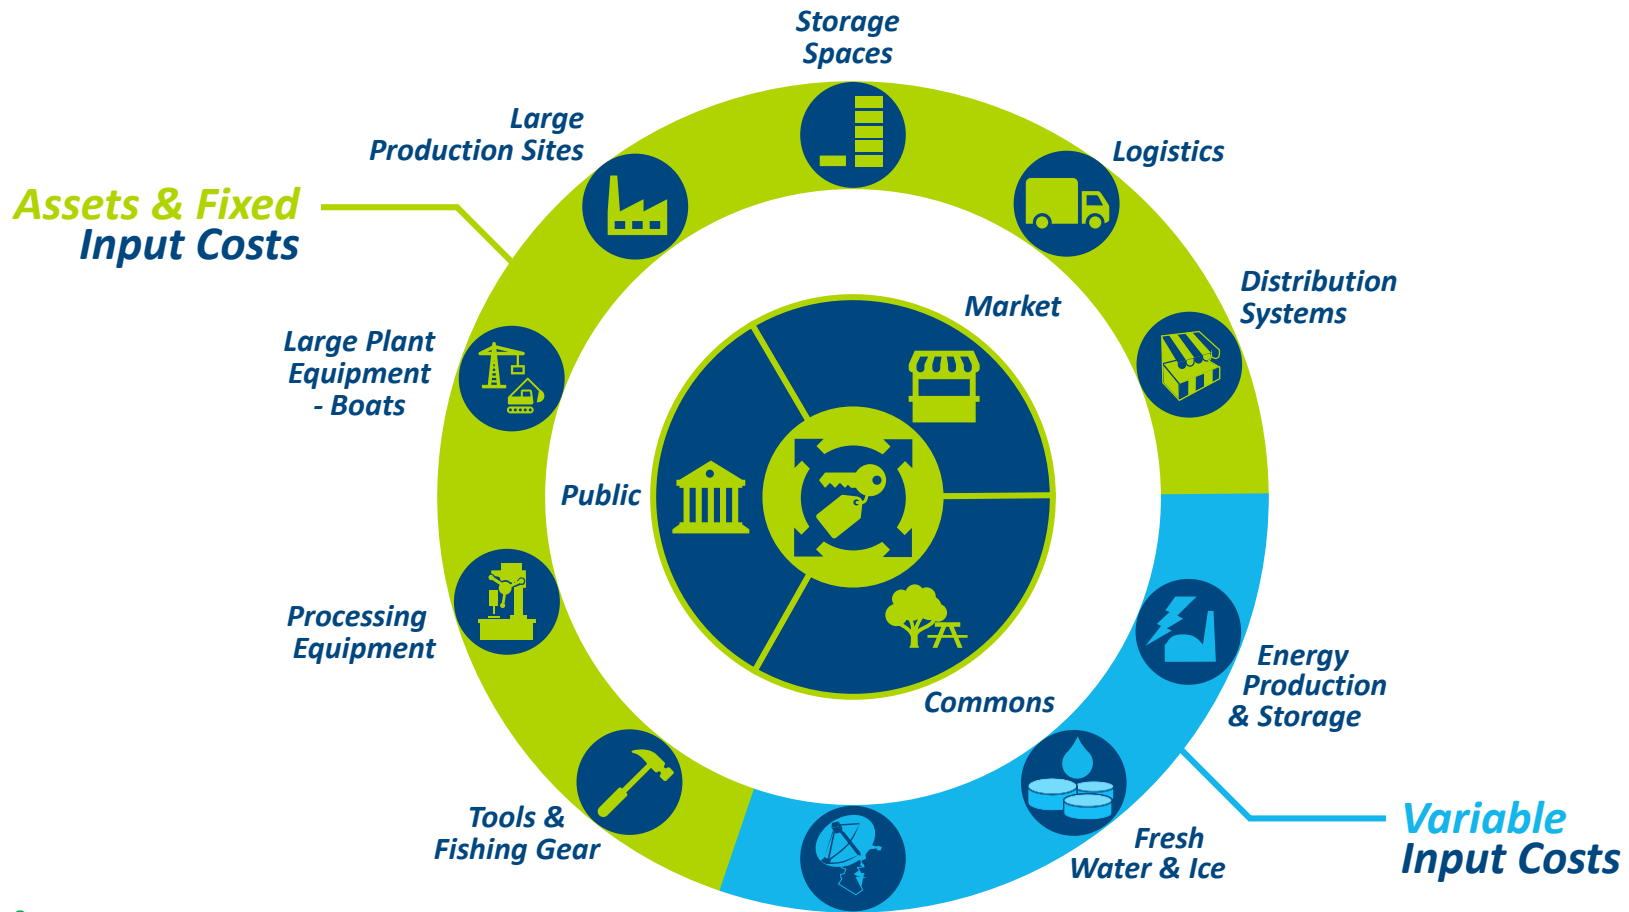 Storage
Spaces
Large
Production Sites
Logistics
Assets & Fixed
Input Costs
Distribution
Systems
Market
Large Plant
Equipment
- Boats
Public
Processing
Equipment
Energy
Production
& Storage
Commons
Tools &
Fishing Gear
Fresh
Water & Ice
Variable
Input Costs